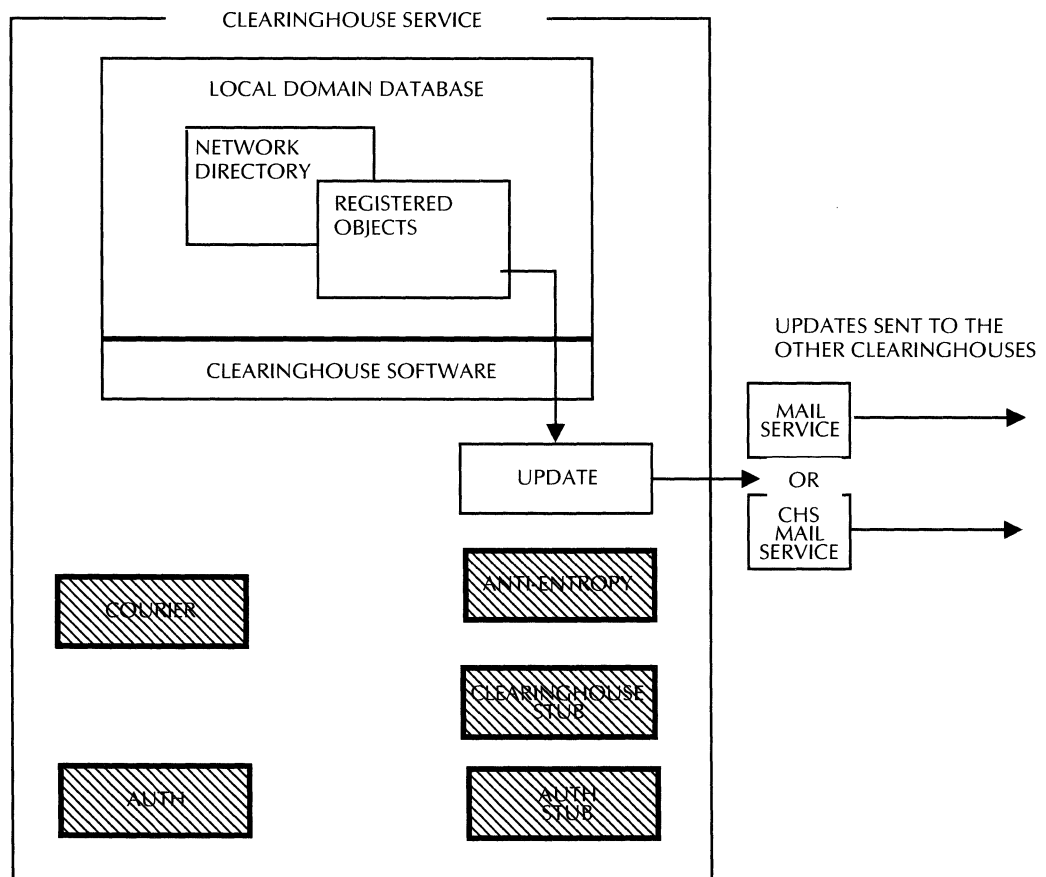 CLEARINGHOUSE SERVICE
LOCAL DOMAIN DATABASE
NETWORK
DIRECTORY
REGISTERED
OBJECTS
CLEARINGHOUSE SOFTWARE
UPDATE
UPDATES SENT TO THE
OTHER CLEARINGHOUSES
MAIL
SERVICE
OR
CHS
MAIL
SERVICE
COURIER
ANTI-ENTROPY
CLEARINGHOUSE
STUB
AUTH
AUTH
STUB